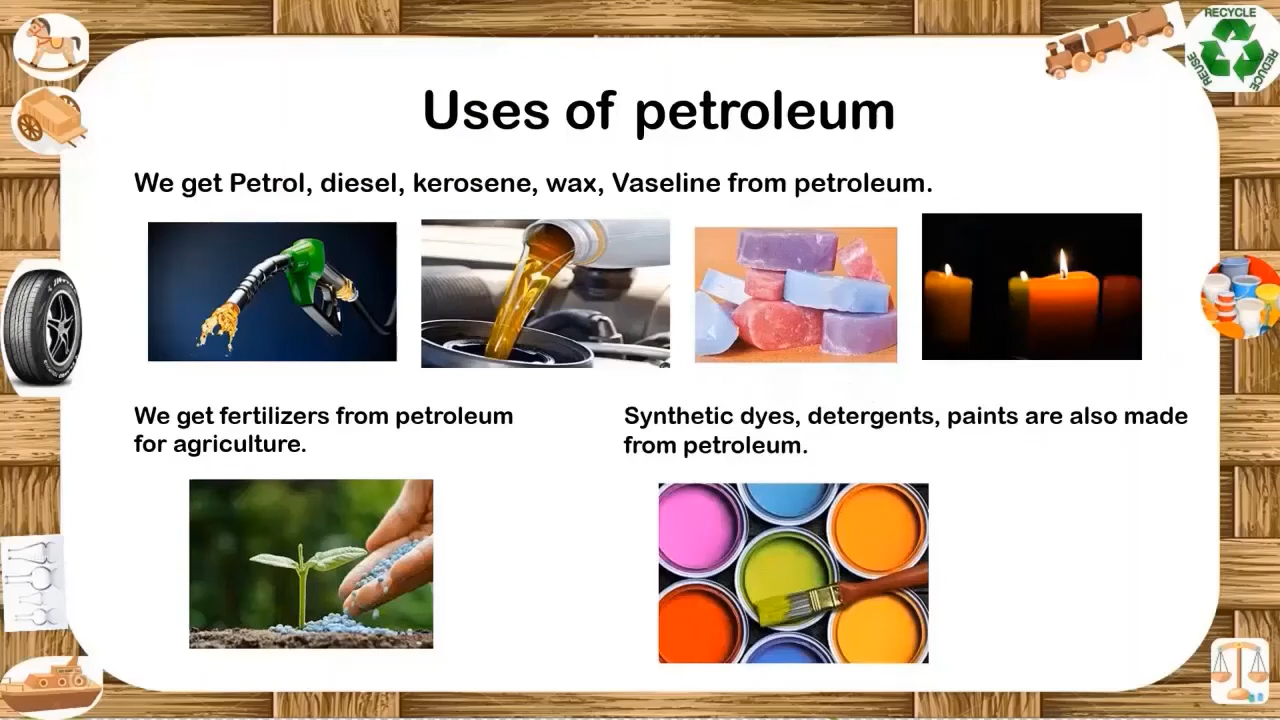 RECYCLE
REUSE
REDUCE
Uses of petroleum
We get Petrol, diesel, kerosene, wax, Vaseline from petroleum.
We get fertilizers from petroleum
for agriculture.
Synthetic dyes, detergents, paints are also made
from petroleum.